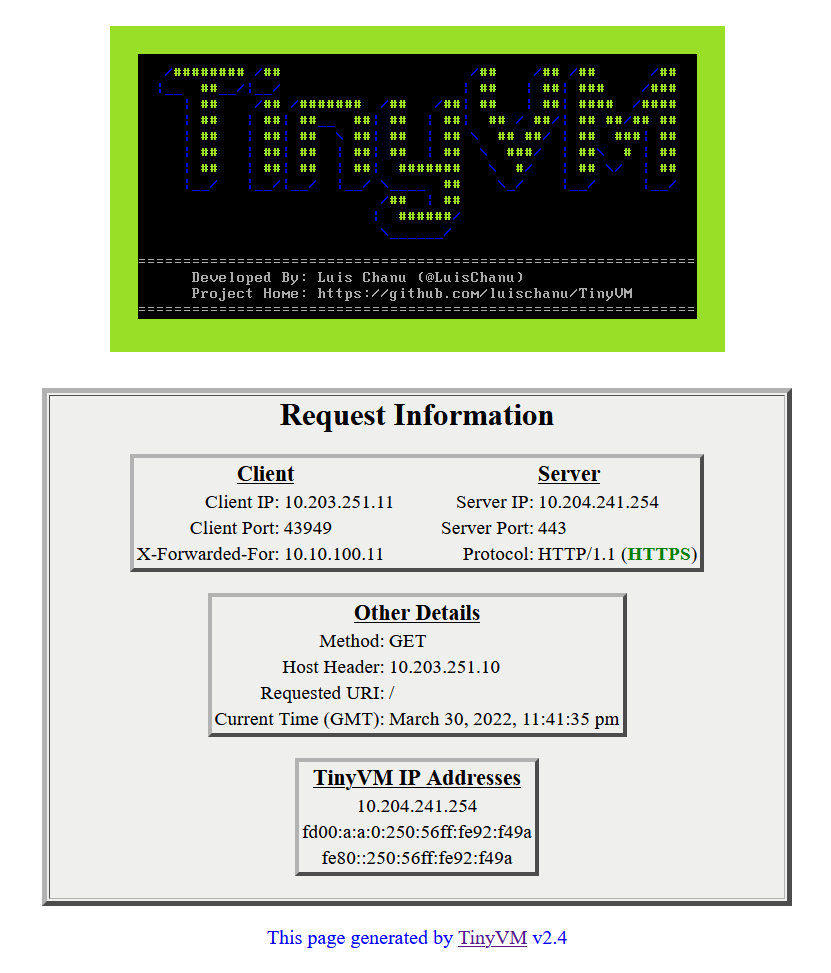 TinyVM
Developed By: Luis Chanu (@LuisChanu)
Project Home: https://github.com/luischanu/TinyVM
Request Information
Client
Server
Client IP: 10.203.251.11 Server IP: 10.204.241.254
Client Port: 43949 Server Port: 443
X-Forwarded-For: 10.10.100.11 Protocol: HTTP/1.1 (HTTPS)
Other Details
Method: GET
Host Header: 10.203.251.10
Requested URI: /
Current Time (GMT): March 30, 2022, 11:41:35 pm
TinyVM IP Addresses
10.204.241.254
fd00:a:a:0:250:56ff:fe92:f49a
fe80::250:56ff:fe92:f49a
This page generated by TinyVM v2.4